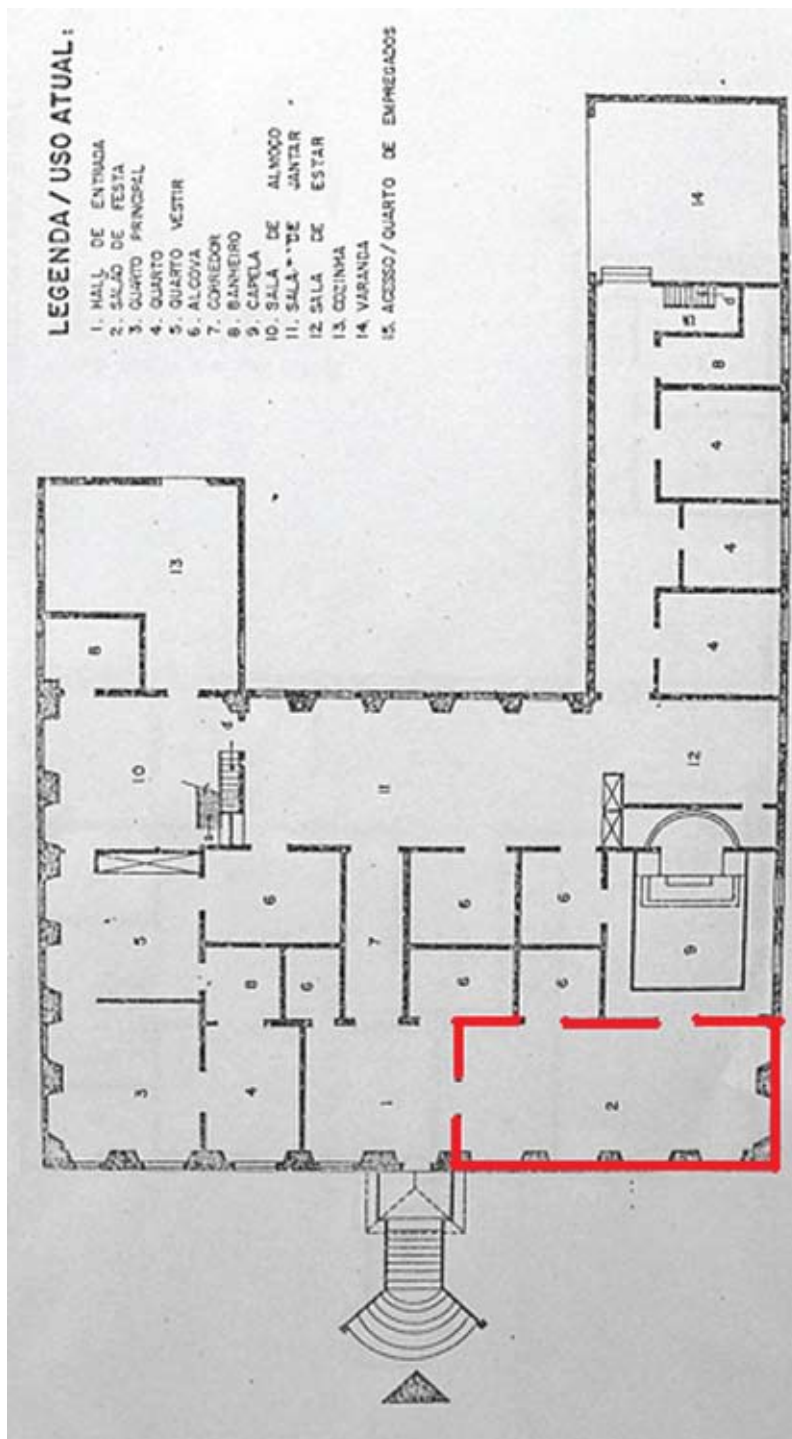 LEGENDA / USO ATUAL:
1. HALL DE ENTRADA
2. SALÃO DE FESTA
3. QUARTO PRINCIPAL
4. QUARTO
5. QUARTO VESTIR
6. ALCOVA
7. CORREDOR
8. BANHEIRO
9. CAPELA
10. SALA DE ALMOÇO
11. SALA DE JANTAR
12. SALA DE ESTAR
13. COZINHA
14. VARANDA
15. ACESSO / QUARTO DE EMPREGADOS
8
13
10
d
5
3
8
4
6
6
7
1
11
6
6
6
6
9
2
12
4
4
4
8
15
d
14